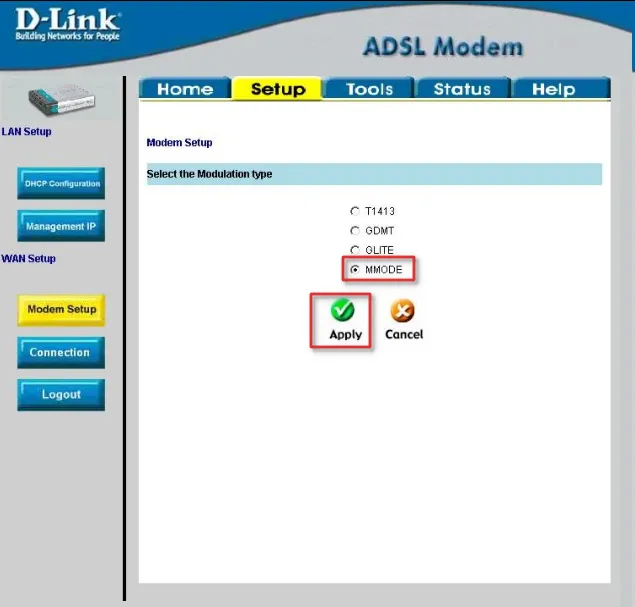 D-Link
Building Networks for People
ADSL Modem
Home Setup Tools Status Help
LAN Setup
DHCP Configuration
Management IP
WAN Setup
Modem Setup
Connection
Logout
Modem Setup
Select the Modulation type
T1413
GDMT
GLITE
MMODE
Apply Cancel